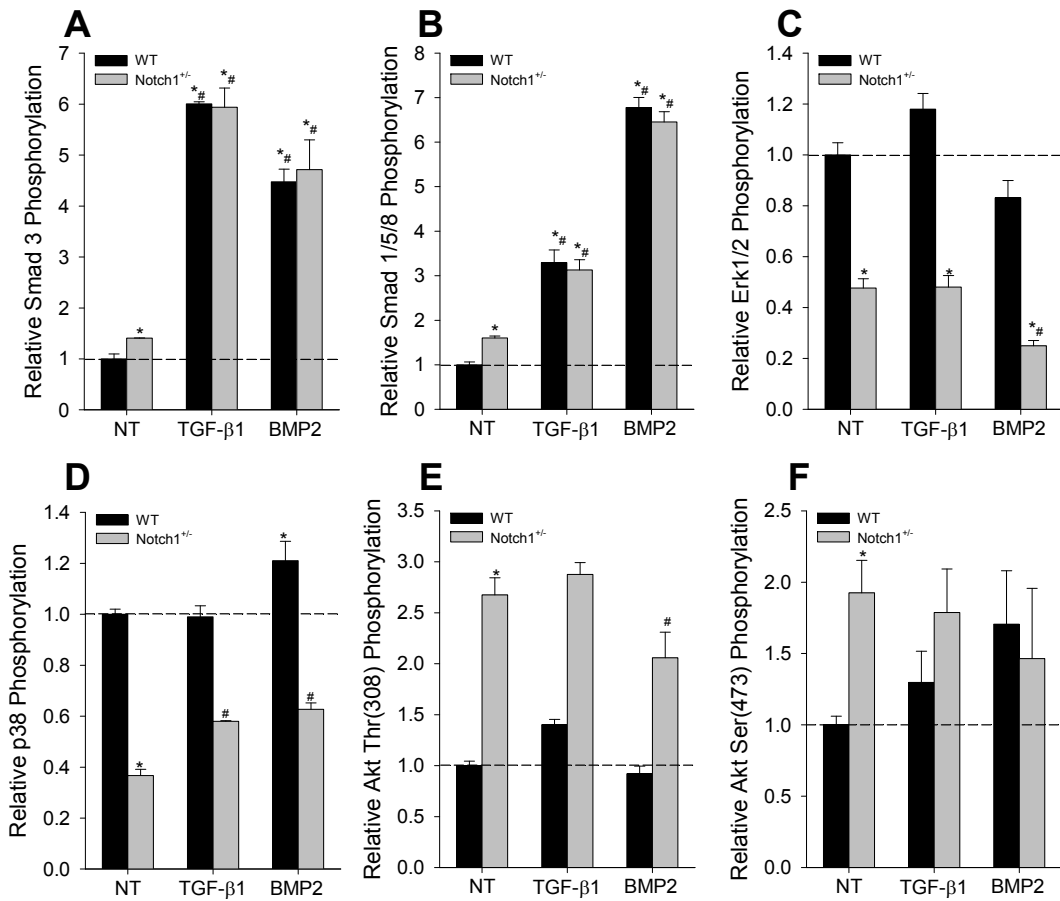 A
Relative Smad 3 Phosphorylation
7
6
5
4
3
2
1
0
WT
Notch1+/-
*
*#
*#
*#
*#
NT
TGF-β1
BMP2
B
Relative Smad 1/5/8 Phosphorylation
8
7
6
5
4
3
2
1
0
WT
Notch1+/-
*
*#
*#
*#
*#
NT
TGF-β1
BMP2
C
Relative Erk1/2 Phosphorylation
1.4
1.2
1.0
0.8
0.6
0.4
0.2
0.0
WT
Notch1+/-
*
*
*#
NT
TGF-β1
BMP2
D
Relative p38 Phosphorylation
1.4
1.2
1.0
0.8
0.6
0.4
0.2
0.0
WT
Notch1+/-
*
#
*
#
NT
TGF-β1
BMP2
E
Relative Akt Thr(308) Phosphorylation
3.5
3.0
2.5
2.0
1.5
1.0
0.5
0.0
WT
Notch1+/-
*
#
NT
TGF-β1
BMP2
F
Relative Akt Ser(473) Phosphorylation
2.5
2.0
1.5
1.0
0.5
0.0
WT
Notch1+/-
*
NT
TGF-β1
BMP2